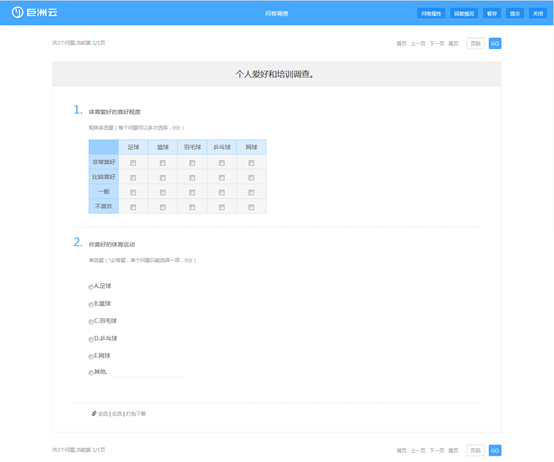 巨洲云 问卷调查 问卷属性 回复情况 暂存 提交 关闭
共2个问题,当前第 1/1页 首页 上一页 下一页 尾页 页码 GO
个人爱好和培训调查。
1. 体育爱好的喜好程度
矩阵多选题 ( 每个问题可以多次选择，0分 )
足球 篮球 羽毛球 乒乓球 网球
非常喜好
比较喜好
一般
不喜欢
2. 你喜好的体育运动
单选题 ( *必答题，单个问题只能选择一项，0分 )
A.足球
B.篮球
C.羽毛球
D.乒乓球
E.网球
其他:
全选 | 反选 | 打包下载
共2个问题,当前第 1/1页 首页 上一页 下一页 尾页 页码 GO